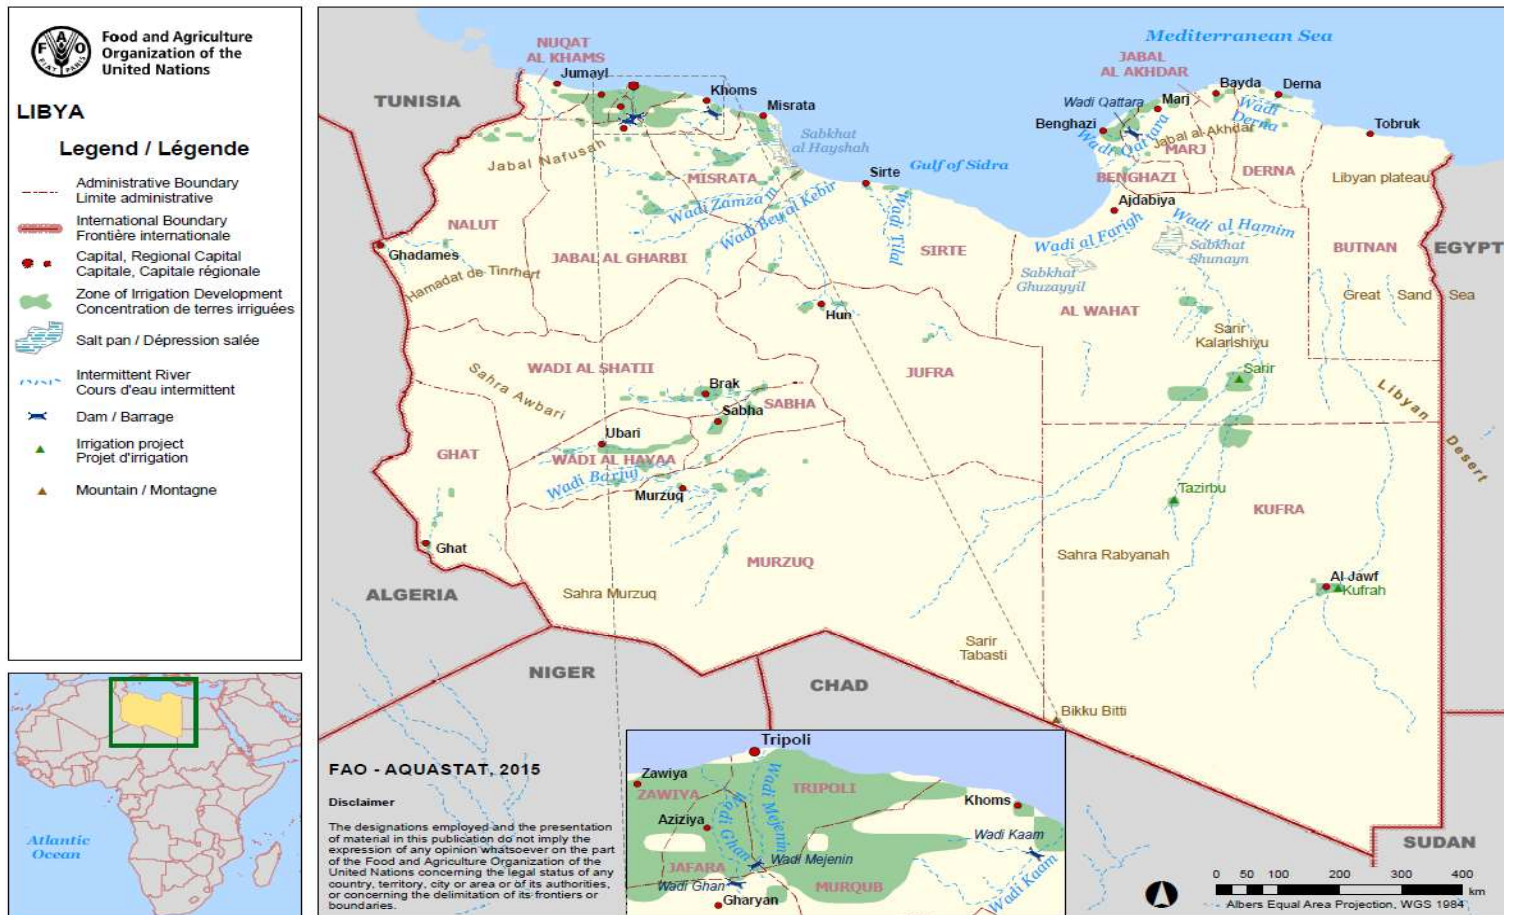 Food and Agriculture
Organization of the
United Nations
F A O
FIAT PANIS
LIBYA
Legend / Légende
Administrative Boundary
Limite administrative
International Boundary
Frontière internationale
Capital, Regional Capital
Capitale, Capitale régionale
Zone of Irrigation Development
Concentration de terres irriguées
Salt pan / Dépression salée
Intermittent River
Cours d'eau intermittent
Dam / Barrage
Irrigation project
Projet d'irrigation
Mountain / Montagne
Atlantic
Ocean
Mediterranean Sea
NUQAT
AL KHAMS
Jumayl
TUNISIA
Khoms
Misrata
Sabkhat
al Hayshah
JABAL
AL AKHDAR
Bayda
Derna
Wadi Qattara
Marj
Benghazi
Wadi Qattara
Wadi
Derna
Jabal al-Akhdar
Tobruk
MARJ
DERNA
BENGHAZI
Libyan plateau
Jabal Nafusah
MISRATA
Sirte
Gulf of Sidra
Ajdabiya
Wadi Zamzam
Wadi Bey al Kebir
Wadi Tilal
Wadi al Farigh
Wadi al Hamim
NALUT
Ghadames
JABAL AL GHARBI
SIRTE
Sabkhat
Shunayn
Sabkhat
Ghuzayyil
BUTNAN
EGYPT
Hamadat de Tinrhert
Hun
AL WAHAT
Great Sand Sea
Sarir
Kalanshiyu
WADI AL SHATII
JUFRA
Sarir
Sahra Awbari
Brak
SABHA
Sabha
Libyan
Desert
Ubari
GHAT
WADI AL HAYAA
Wadi Barjuj
Murzuq
Tazirbu
KUFRA
Ghat
MURZUQ
Sahra Rabyanah
Al Jawf
Kufrah
ALGERIA
Sahra Murzuq
Sarir
Tabasti
NIGER
CHAD
Bikku Bitti
SUDAN
FAO - AQUASTAT, 2015
Disclaimer
The designations employed and the presentation
of material in this publication do not imply the
expression of any opinion whatsoever on the part
of the Food and Agriculture Organization of the
United Nations concerning the legal status of any
country, territory, city or area or of its authorities,
or concerning the delimitation of its frontiers or
boundaries.
Tripoli
Zawiya
ZAWIYA
TRIPOLI
Khoms
Aziziya
Wadi Ghan
Wadi Mejenin
Wadi Kaam
JAFARA
Wadi Mejenin
Wadi Ghan
MURQUB
Wadi Kaam
Gharyan
0 50 100 200 300 400
km
Albers Equal Area Projection, WGS 1984